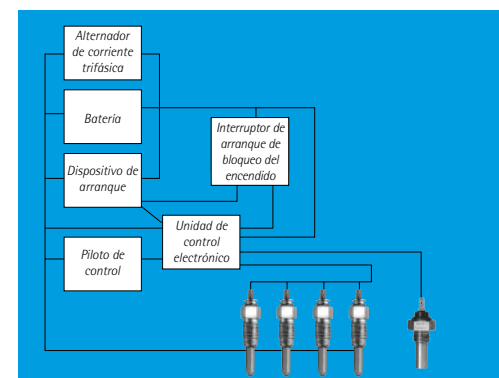 Alternador
de corriente
trifásica
Batería
Interruptor de
arranque de
bloqueo del
encendido
Dispositivo de
arranque
Unidad de
control
electrónico
Piloto de
control